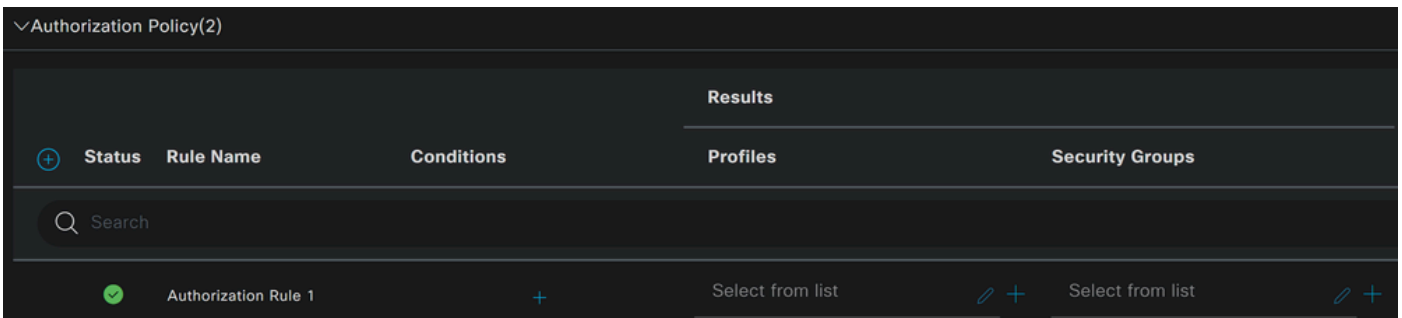 Authorization Policy(2)
Results
Status Rule Name Conditions Profiles Security Groups
Search
Authorization Rule 1 Select from list Select from list